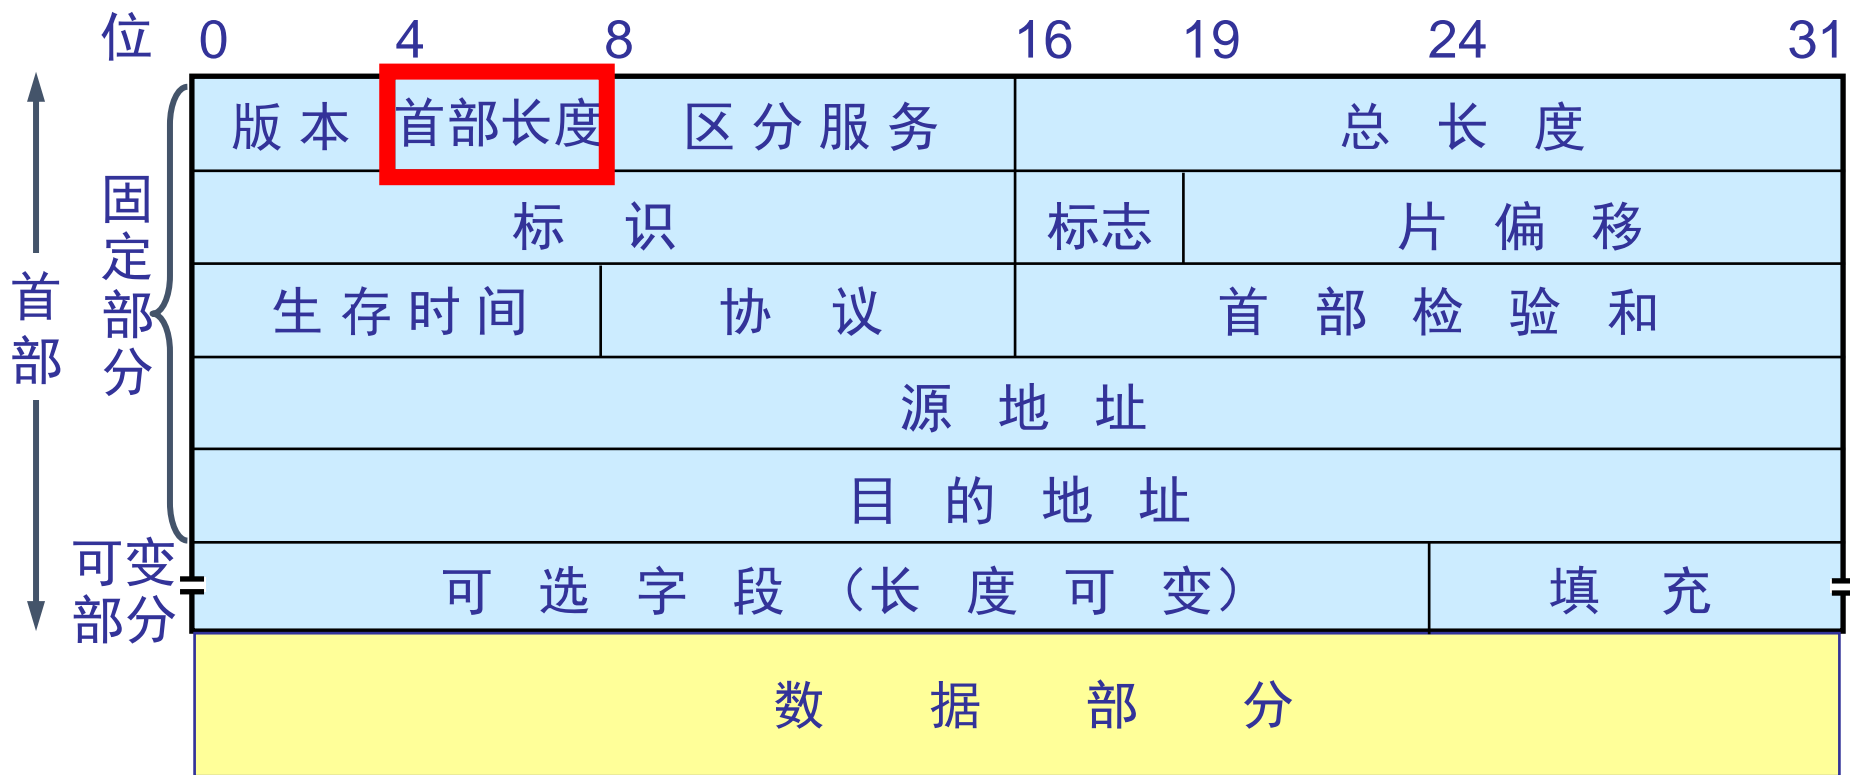 位 0 4 8 16 19 24 31
版 本 首部长度 区 分 服 务 总 长 度
标 识 标志 片 偏 移
生 存 时 间 协 议 首 部 检 验 和
源 地 址
目 的 地 址
可 选 字 段 （长 度 可 变） 填 充
数 据 部 分
首部
固定部分
可变
部分